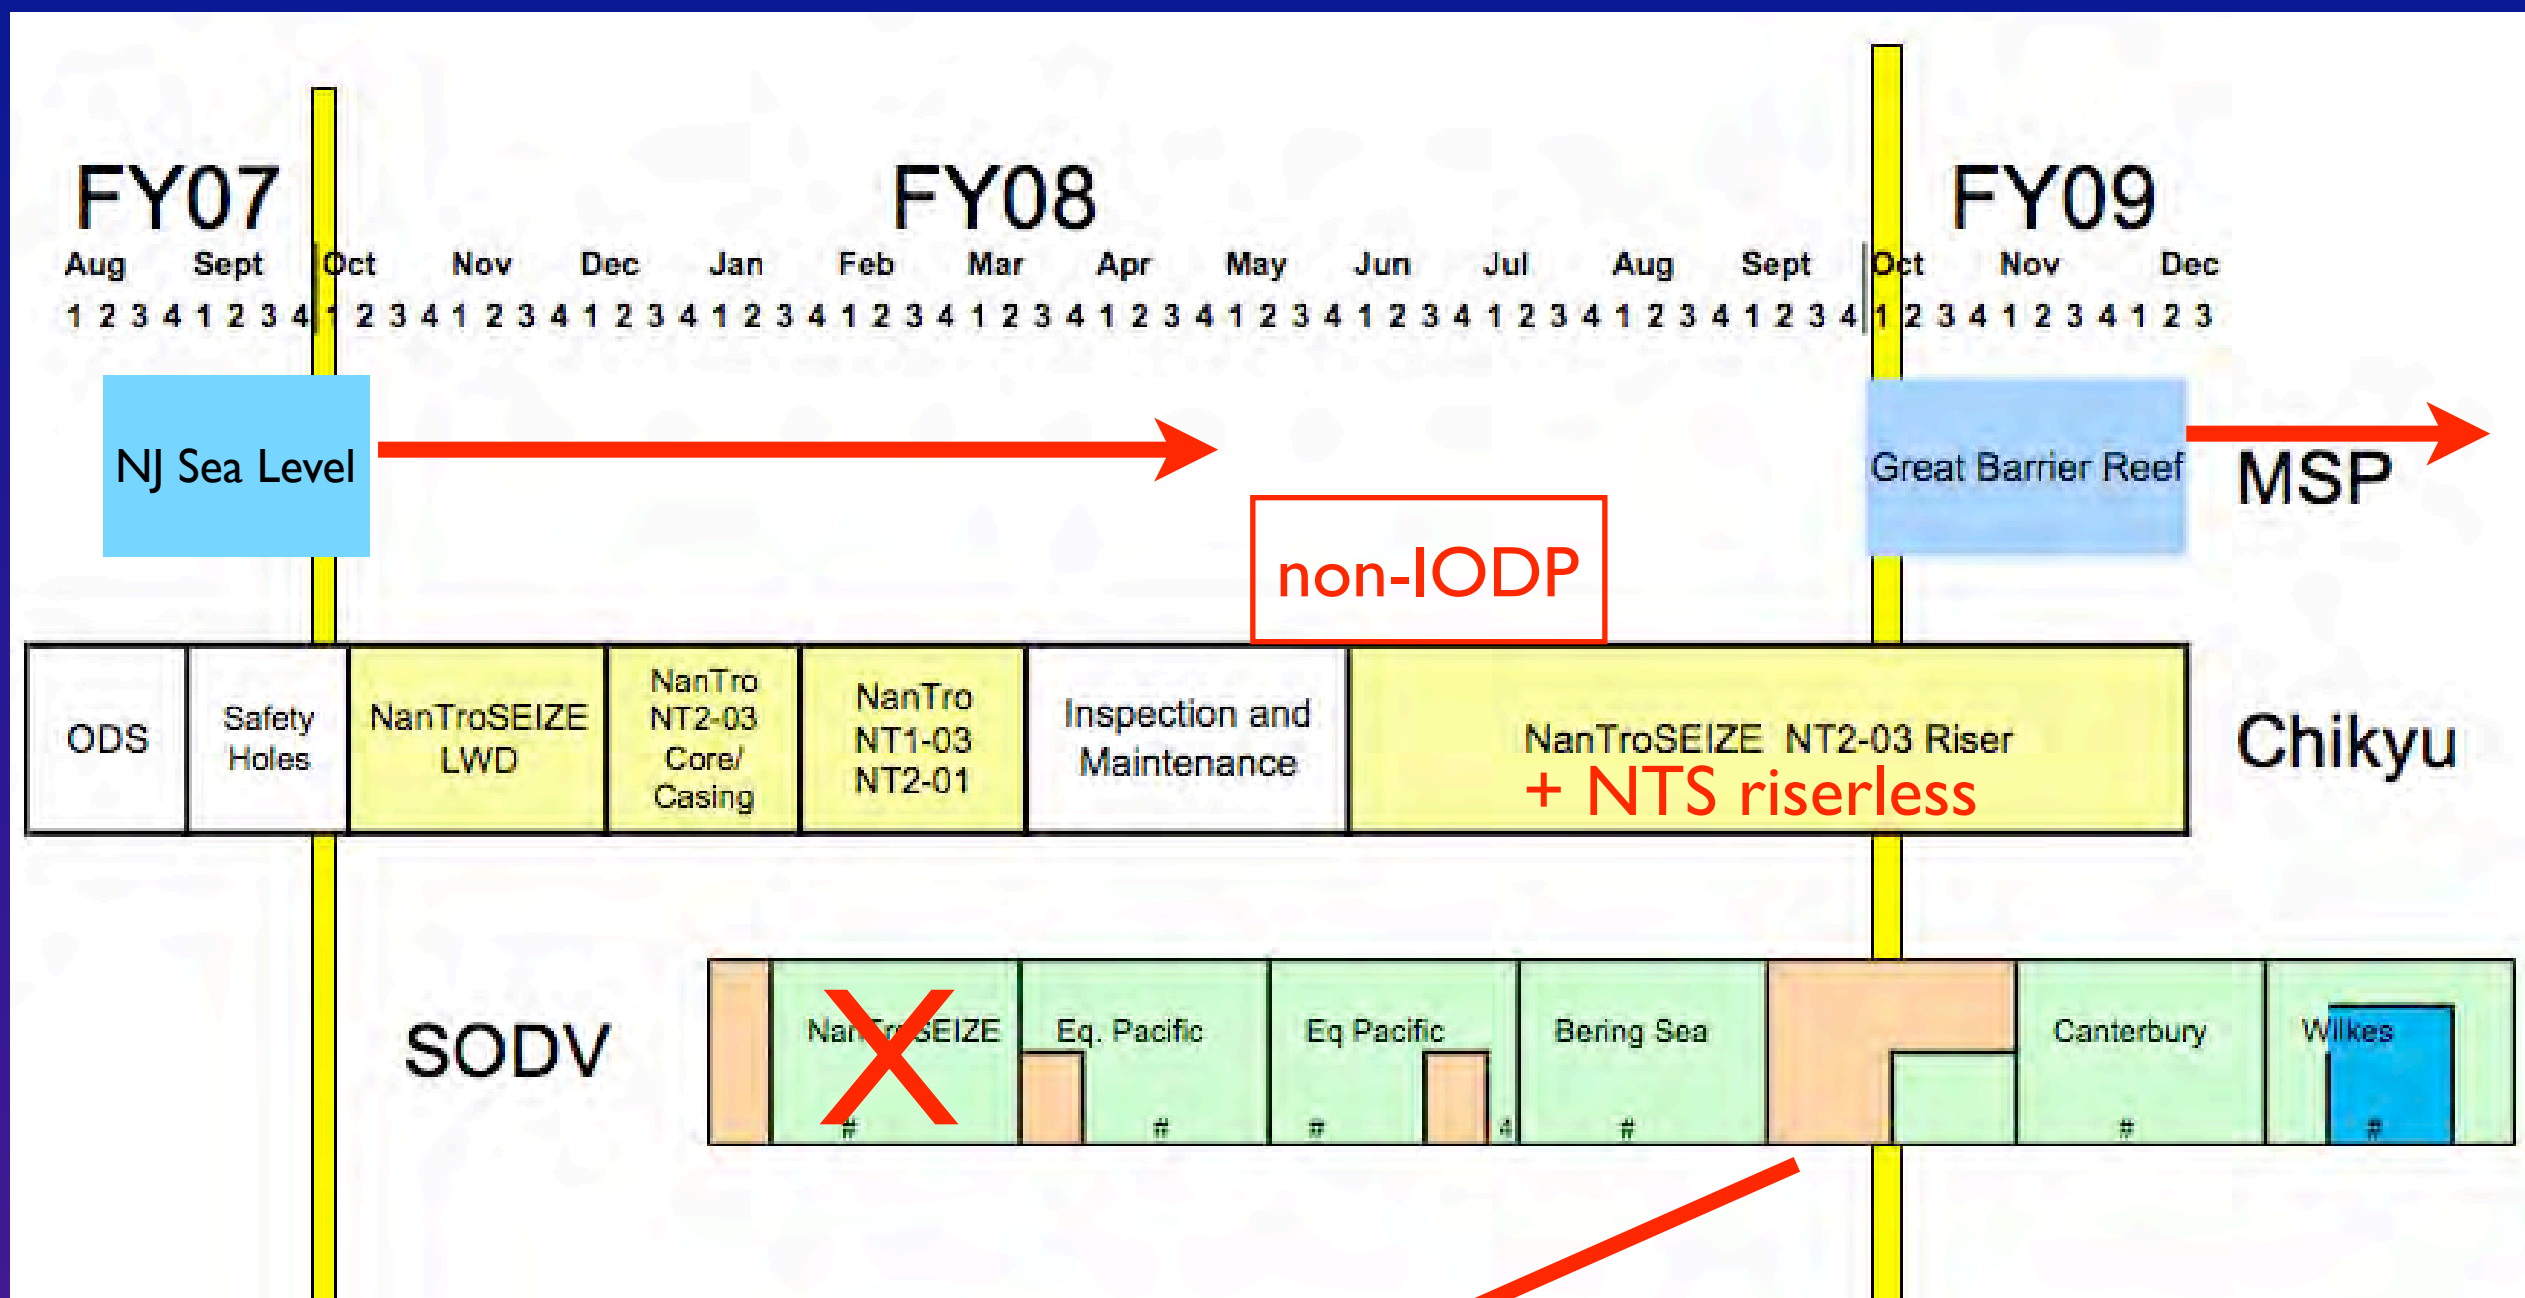 FY07 FY08 FY09
Aug Sept Oct Nov Dec Jan Feb Mar Apr May Jun Jul Aug Sept Oct Nov Dec
1 2 3 4 1 2 3 4 1 2 3 4 1 2 3 4 1 2 3 4 1 2 3 4 1 2 3 4 1 2 3 4 1 2 3 4 1 2 3 4 1 2 3 4 1 2 3 4 1 2 3 4 1 2 3 4 1 2 3 4 1 2 3 4 1 2 3
NJ Sea Level
Great Barrier Reef
MSP
non-IODP
ODS
Safety
Holes
NanTroSEIZE
LWD
NanTro
NT2-03
Core/
Casing
NanTro
NT1-03
NT2-01
Inspection and
Maintenance
NanTroSEIZE NT2-03 Riser
+ NTS riserless
Chikyu
SODV
NanTroSEIZE
X
#
Eq. Pacific
#
Eq Pacific
#
4
Bering Sea
#
Canterbury
#
Wilkes
#